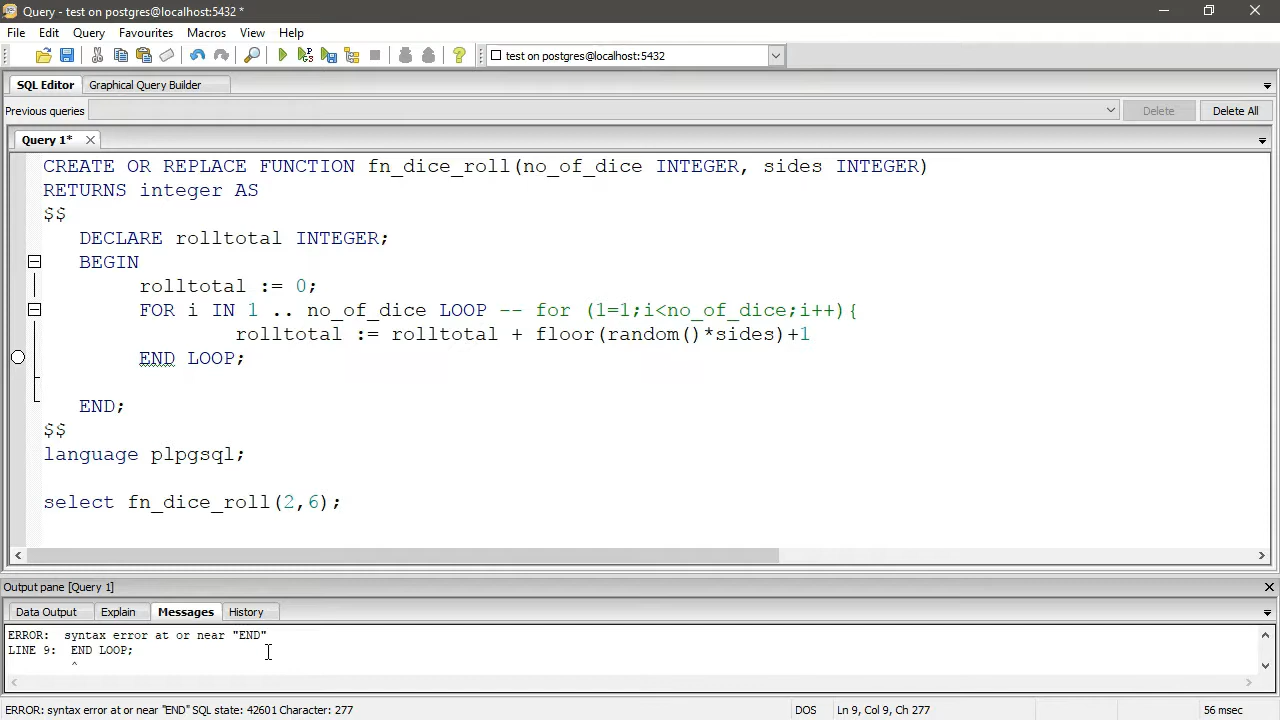 Query - test on postgres@localhost:5432 *
File Edit Query Favourites Macros View Help
test on postgres@localhost:5432
SQL Editor Graphical Query Builder
Previous queries Delete Delete All
Query 1*
CREATE OR REPLACE FUNCTION fn_dice_roll(no_of_dice INTEGER, sides INTEGER)
RETURNS integer AS
$$
DECLARE rolltotal INTEGER;
BEGIN
rolltotal := 0;
FOR i IN 1 .. no_of_dice LOOP -- for (1=1;i<no_of_dice;i++){
rolltotal := rolltotal + floor(random()*sides)+1
END LOOP;
END;
$$
language plpgsql;
select fn_dice_roll(2,6);
Output pane [Query 1]
Data Output Explain Messages History
ERROR: syntax error at or near "END"
LINE 9: END LOOP;
^
ERROR: syntax error at or near "END" SQL state: 42601 Character: 277 DOS Ln 9, Col 9, Ch 277 56 msec